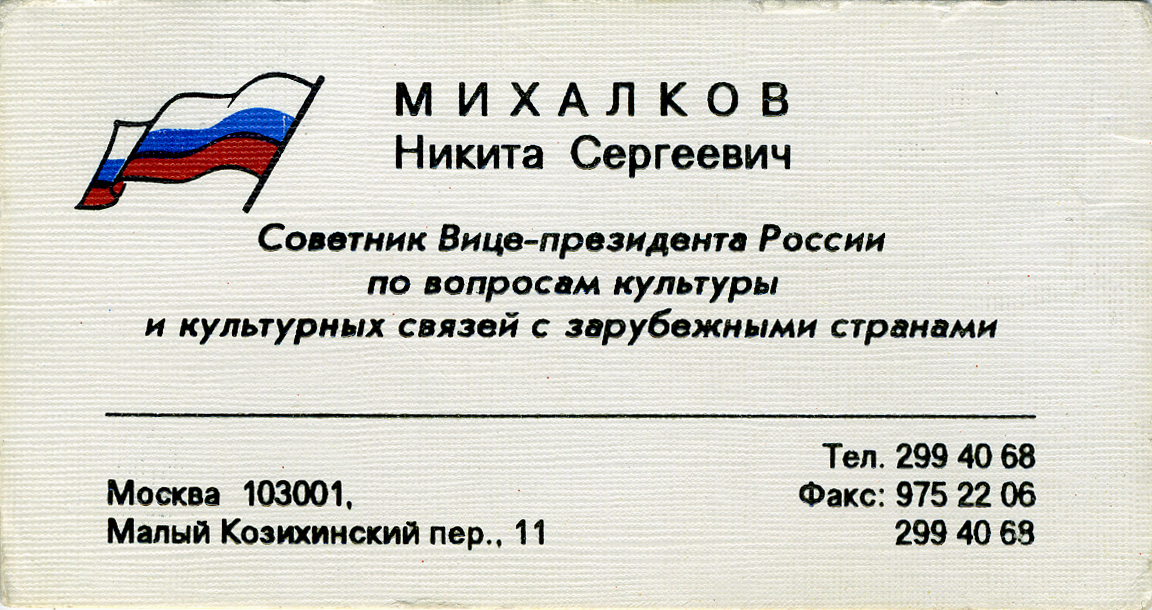 МИХАЛКОВ
Никита Сергеевич
Советник Вице-президента России
по вопросам культуры
и культурных связей с зарубежными странами
Тел. 299 40 68
Москва 103001, Факс: 975 22 06
Малый Козихинский пер., 11 299 40 68